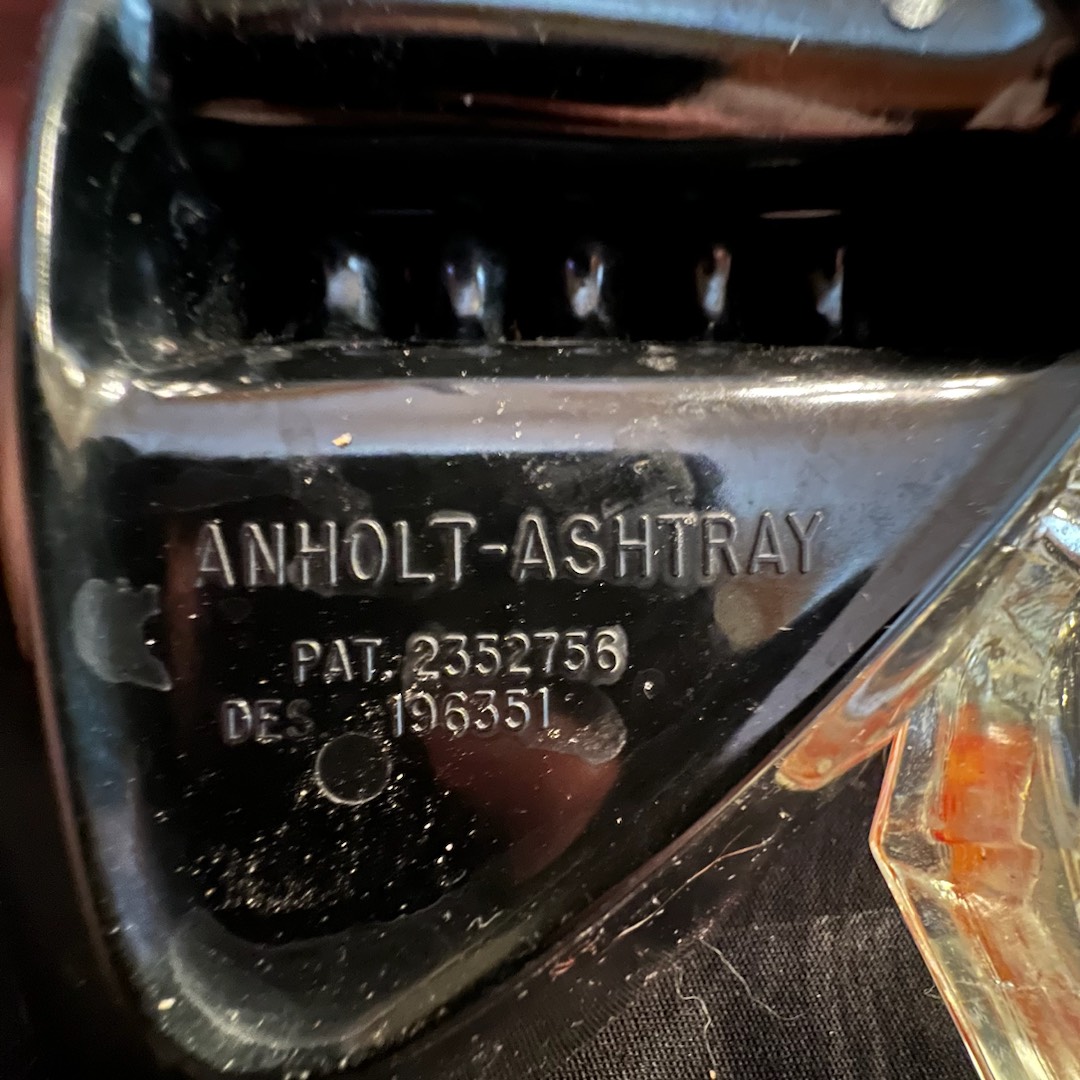 ANHOLT-ASHTRAY
PAT. 2352756
DES. 196351